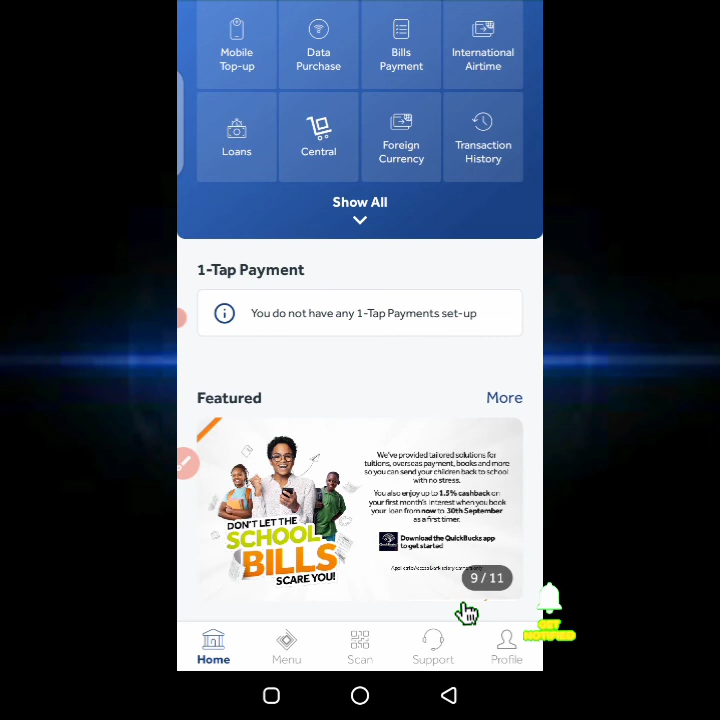 Mobile
Top-up
Data
Purchase
Bills
Payment
International
Airtime
Loans
Central
Foreign
Currency
Transaction
History
Show All
1-Tap Payment
You do not have any 1-Tap Payments set-up
Featured
More
DON'T LET THE
SCHOOL
BILLS
SCARE YOU!
We've provided tailored solutions for
tuitions, overseas payment, books and more
so you can send your children back to school
with no stress.
You also enjoy up to 1.5% cashback on
your first month's interest when you book
your loan from now to 30th September
as a first timer.
Download the QuickBucks app
to get started
9 / 11
GET
NOTIFIED
Home
Menu
Scan
Support
Profile